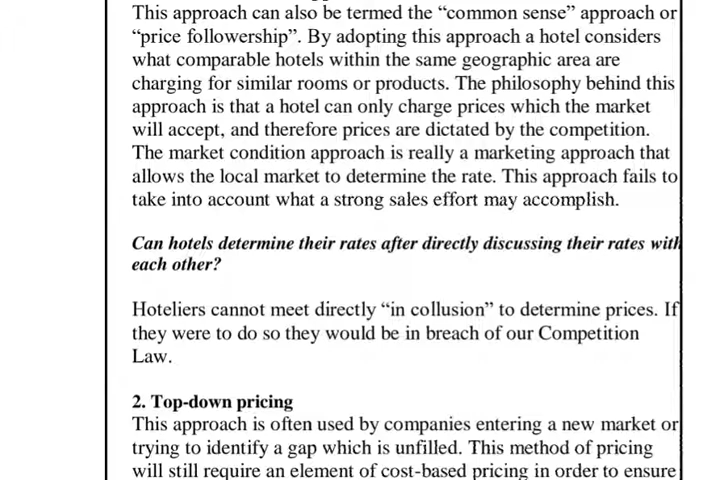 This approach can also be termed the “common sense” approach or
“price followership”. By adopting this approach a hotel considers
what comparable hotels within the same geographic area are
charging for similar rooms or products. The philosophy behind this
approach is that a hotel can only charge prices which the market
will accept, and therefore prices are dictated by the competition.
The market condition approach is really a marketing approach that
allows the local market to determine the rate. This approach fails to
take into account what a strong sales effort may accomplish.
Can hotels determine their rates after directly discussing their rates with
each other?
Hoteliers cannot meet directly “in collusion” to determine prices. If
they were to do so they would be in breach of our Competition
Law.
2. Top-down pricing
This approach is often used by companies entering a new market or
trying to identify a gap which is unfilled. This method of pricing
will still require an element of cost-based pricing in order to ensure